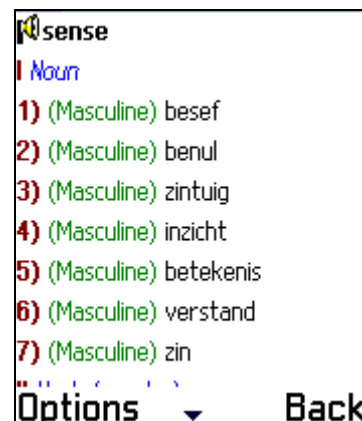 sense
I Noun
1) (Masculine) besef
2) (Masculine) benul
3) (Masculine) zintuig
4) (Masculine) inzicht
5) (Masculine) betekenis
6) (Masculine) verstand
7) (Masculine) zin
Options Back